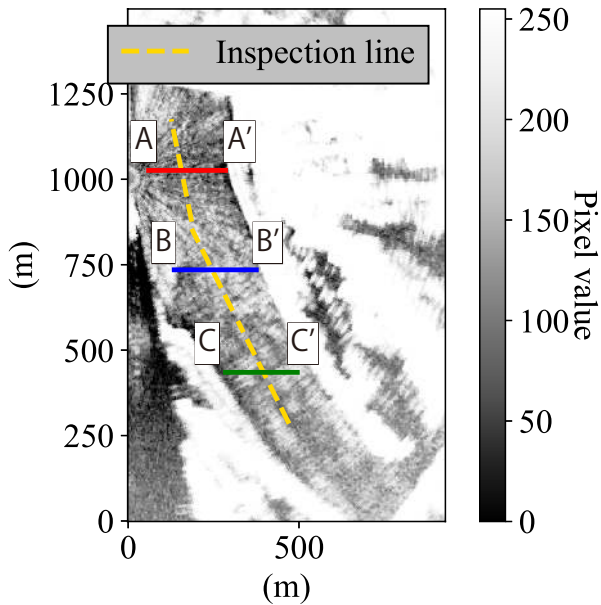 Inspection line
250
200
150
100
50
0
Pixel value
1250
1000
750
500
250
0
(m)
A
A′
B
B′
C
C′
0
500
(m)